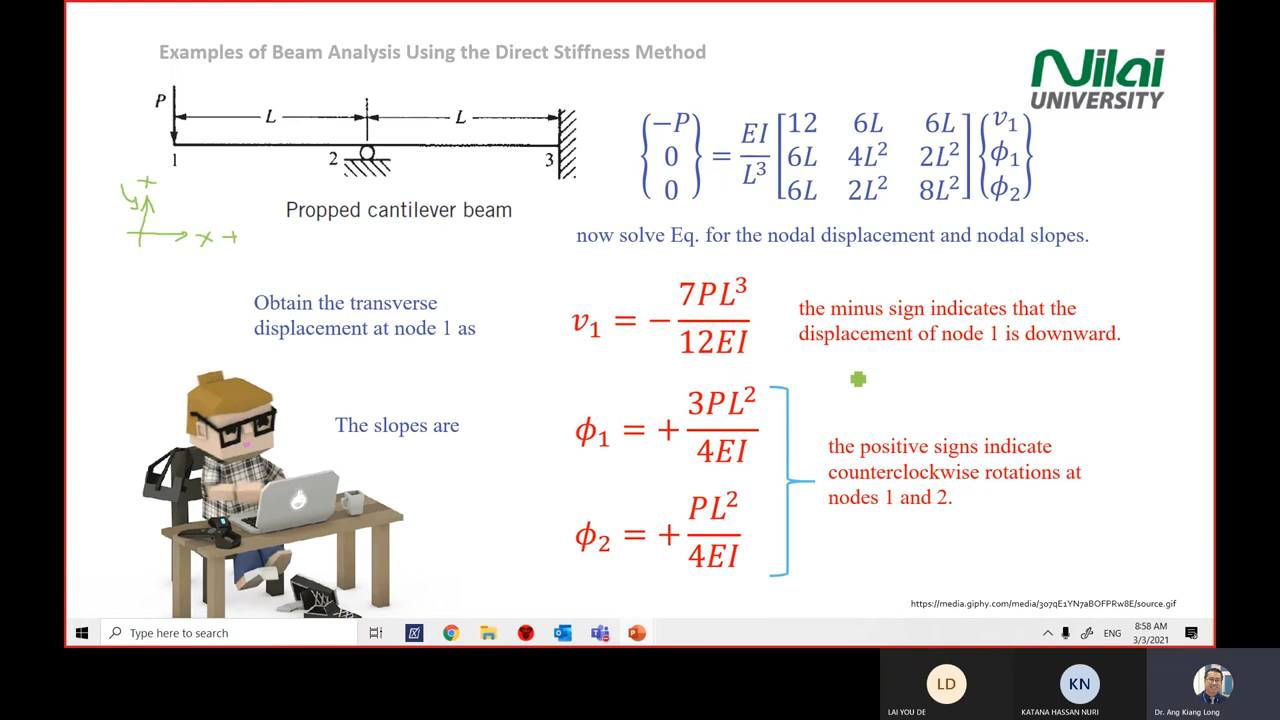 Examples of Beam Analysis Using the Direct Stiffness Method
Nilai
UNIVERSITY
P
L
L
1
2
3
Propped cantilever beam
y +
x +
{−P 0 0} = EI/L³ [12 6L 6L; 6L 4L² 2L²; 6L 2L² 8L²] {v₁ ϕ₁ ϕ₂}
now solve Eq. for the nodal displacement and nodal slopes.
Obtain the transverse
displacement at node 1 as
v₁ = − 7PL³/12EI
the minus sign indicates that the
displacement of node 1 is downward.
The slopes are
ϕ₁ = + 3PL²/4EI
ϕ₂ = + PL²/4EI
the positive signs indicate
counterclockwise rotations at
nodes 1 and 2.
https://media.giphy.com/media/3o7qE1YN7aBOFPRw8E/source.gif
Type here to search
ENG
8:58 AM
3/3/2021
LD
LAI YOU DE
KN
KATANA HASSAN NURI
Dr. Ang Kiang Long